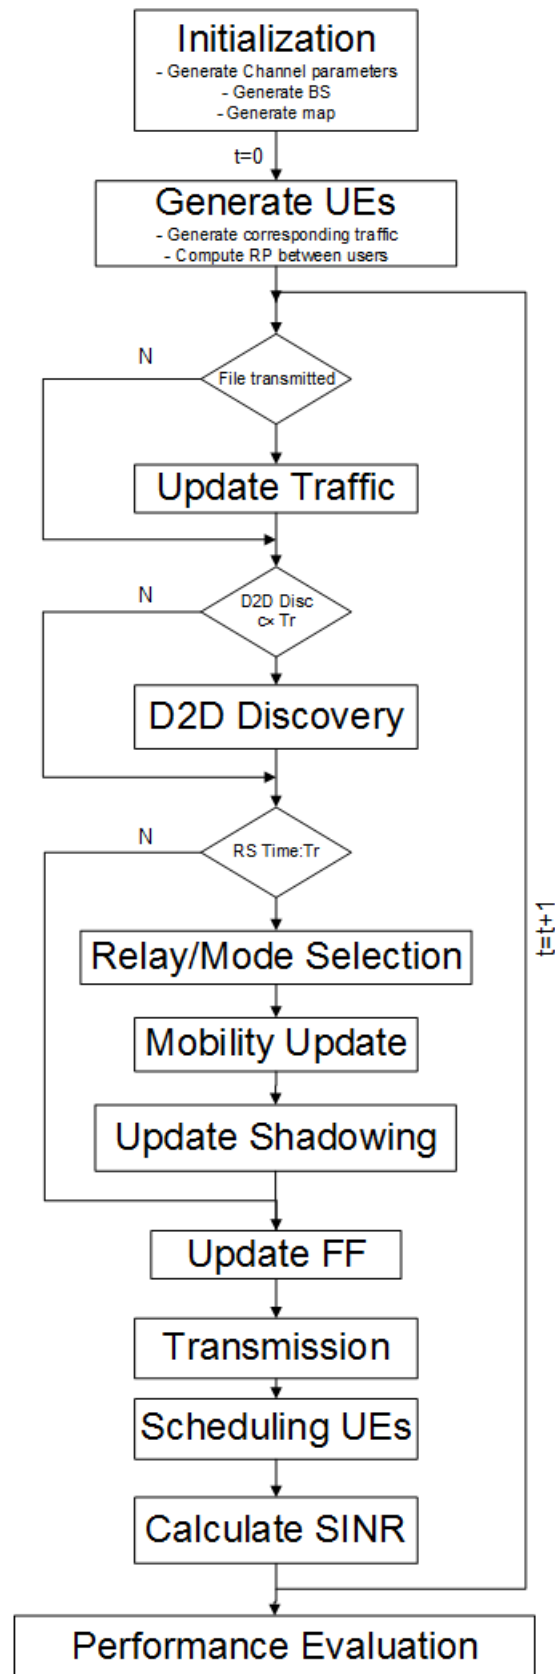 Initialization
- Generate Channel parameters
- Generate BS
- Generate map
t=0
Generate UEs
- Generate corresponding traffic
- Compute RP between users
N
File transmitted
Update Traffic
N
D2D Disc
c× Tr
D2D Discovery
N
RS Time:Tr
t=t+1
Relay/Mode Selection
Mobility Update
Update Shadowing
Update FF
Transmission
Scheduling UEs
Calculate SINR
Performance Evaluation